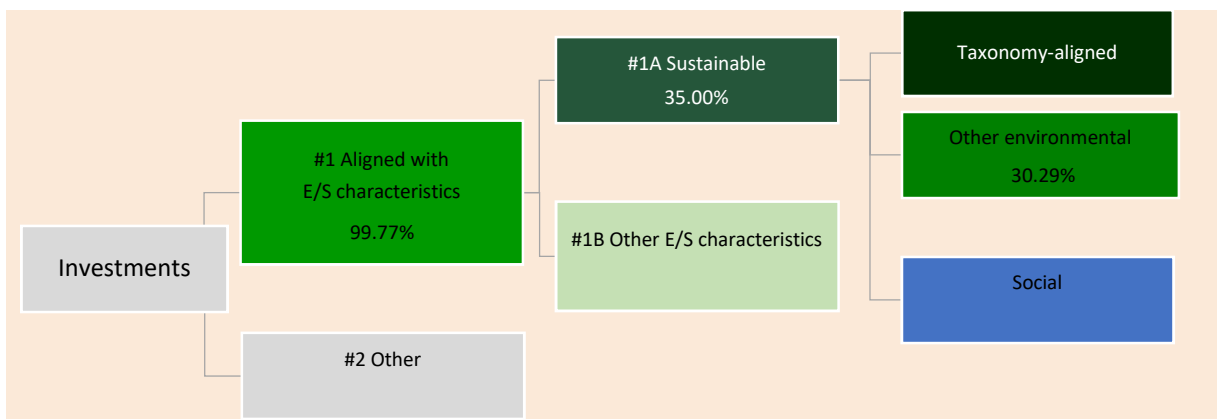 Investments
#1 Aligned with
E/S characteristics
99.77%
#2 Other
#1A Sustainable
35.00%
#1B Other E/S characteristics
Taxonomy-aligned
Other environmental
30.29%
Social